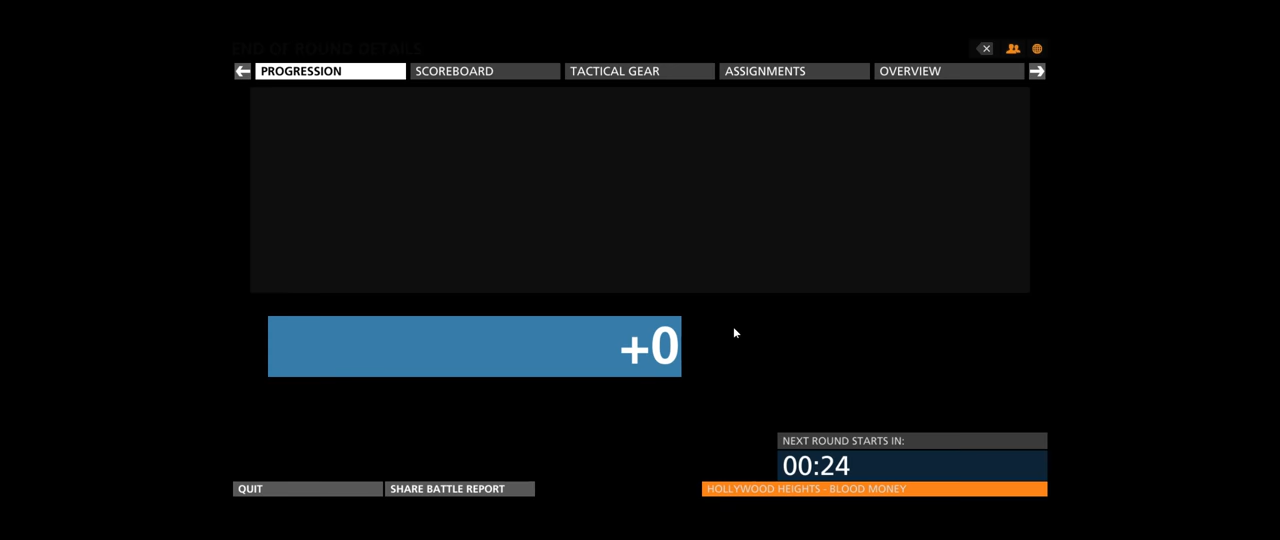 END OF ROUND DETAILS
PROGRESSION
SCOREBOARD
TACTICAL GEAR
ASSIGNMENTS
OVERVIEW
+0
NEXT ROUND STARTS IN:
00:24
QUIT
SHARE BATTLE REPORT
HOLLYWOOD HEIGHTS - BLOOD MONEY